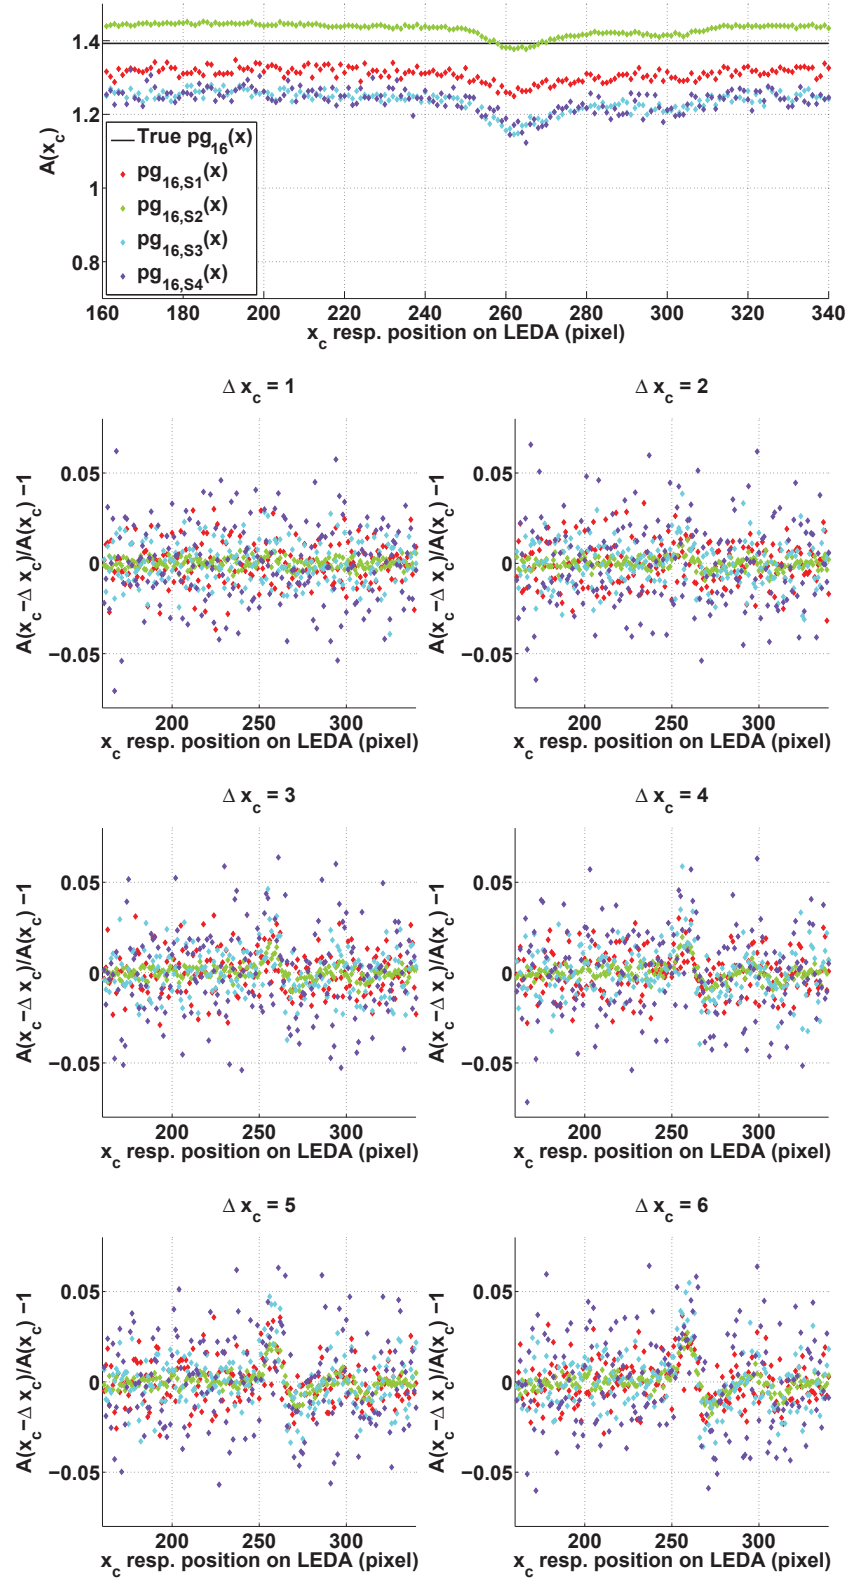 1.4
1.2
1
0.8
A(x_c)
True pg_16(x)
pg_16,S1(x)
pg_16,S2(x)
pg_16,S3(x)
pg_16,S4(x)
160 180 200 220 240 260 280 300 320 340
x_c resp. position on LEDA (pixel)
Δ x_c = 1
0.05
0
−0.05
A(x_c−Δ x_c)/A(x_c) −1
200 250 300
x_c resp. position on LEDA (pixel)
Δ x_c = 2
0.05
0
−0.05
A(x_c−Δ x_c)/A(x_c) −1
200 250 300
x_c resp. position on LEDA (pixel)
Δ x_c = 3
0.05
0
−0.05
A(x_c−Δ x_c)/A(x_c) −1
200 250 300
x_c resp. position on LEDA (pixel)
Δ x_c = 4
0.05
0
−0.05
A(x_c−Δ x_c)/A(x_c) −1
200 250 300
x_c resp. position on LEDA (pixel)
Δ x_c = 5
0.05
0
−0.05
A(x_c−Δ x_c)/A(x_c) −1
200 250 300
x_c resp. position on LEDA (pixel)
Δ x_c = 6
0.05
0
−0.05
A(x_c−Δ x_c)/A(x_c) −1
200 250 300
x_c resp. position on LEDA (pixel)